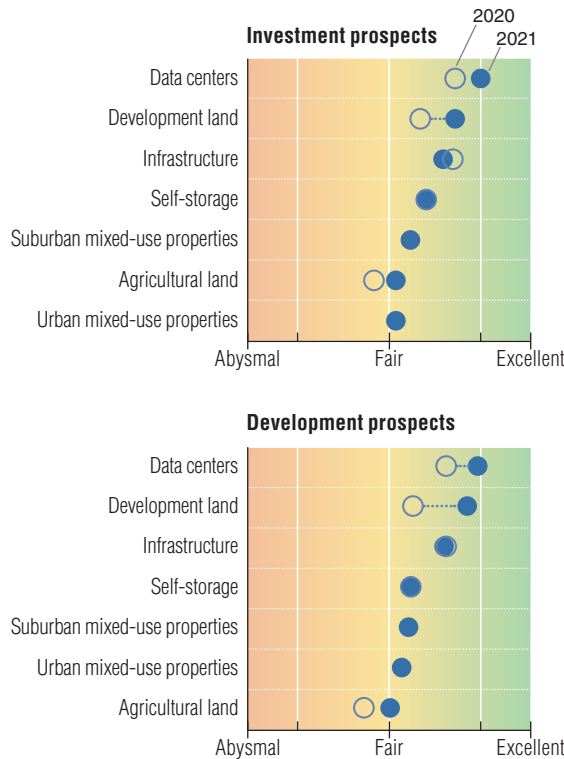 2020
Investment prospects
2021
Data centers
Development land
Infrastructure
Self-storage
Suburban mixed-use properties
Agricultural land
Urban mixed-use properties
Abysmal Fair Excellent
Development prospects
Data centers
Development land
Infrastructure
Self-storage
Suburban mixed-use properties
Urban mixed-use properties
Agricultural land
Abysmal Fair Excellent